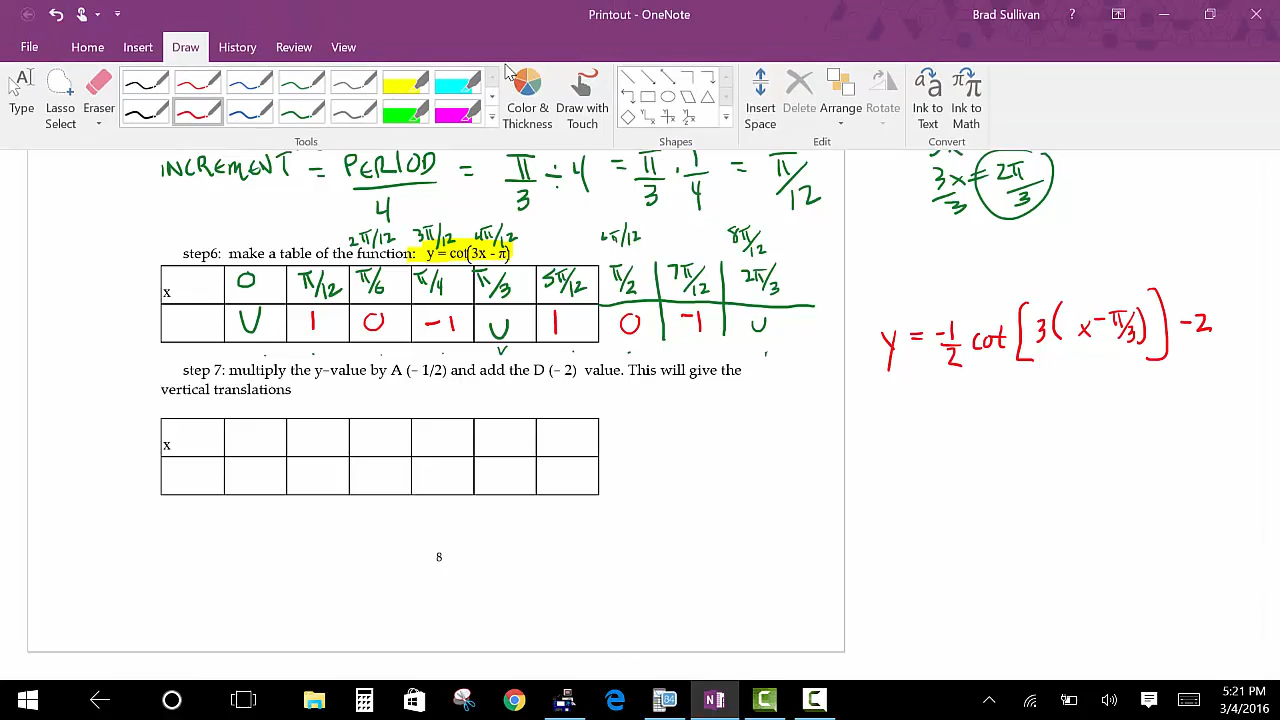 Printout - OneNote
Brad Sullivan
?
File Home Insert Draw History Review View
Type
Lasso Select
Eraser
Color & Thickness
Draw with Touch
Insert Space
Delete
Arrange
Rotate
Ink to Text
Ink to Math
Tools
Shapes
Edit
Convert
INCREMENT = PERIOD/4 = π/3 ÷ 4 = π/3 · 1/4 = π/12
3x/3 = 2π/3
2π/12 3π/12 4π/12 6π/12 8π/12
step6: make a table of the function: y = cot(3x - π)
x 0 π/12 π/6 π/4 π/3 5π/12 π/2 7π/12 2π/3
U 1 0 -1 U 1 0 -1 U
y = -1/2 cot [3(x - π/3)] - 2
step 7: multiply the y-value by A (- 1/2) and add the D (- 2) value. This will give the
vertical translations
x
8
5:21 PM
3/4/2016